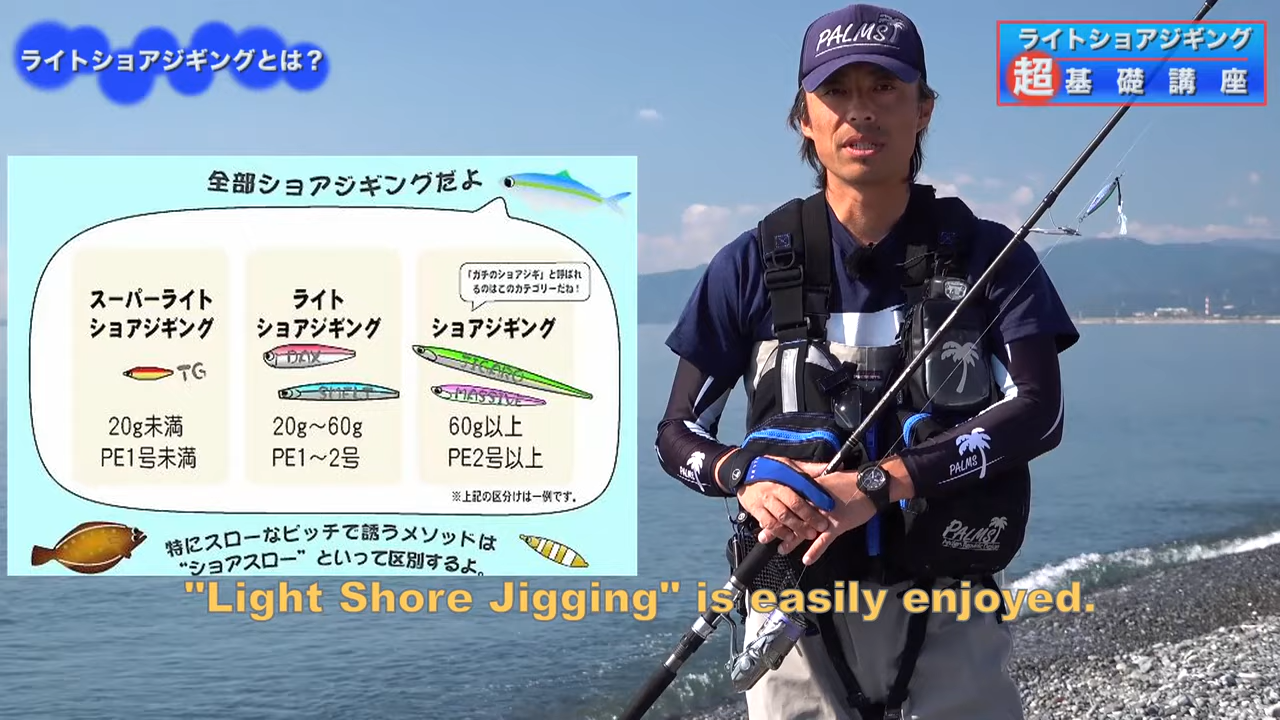 ライトショアジギングとは？
ライトショアジギング
超基礎講座
PALMS
全部ショアジギングだよ
「ガチのショアジギ」と呼ばれ
るのはこのカテゴリーだね！
スーパーライト
ショアジギング
TG
20g未満
PE1号未満
ライト
ショアジギング
DAX
SMELT
20g～60g
PE1～2号
ショアジギング
JIGARO
MASSIVE
60g以上
PE2号以上
※上記の区分けは一例です。
特にスローなピッチで誘うメソッドは
“ショアスロー”といって区別するよ。
PALMS
PALMS
PALMS
"Light Shore Jigging" is easily enjoyed.